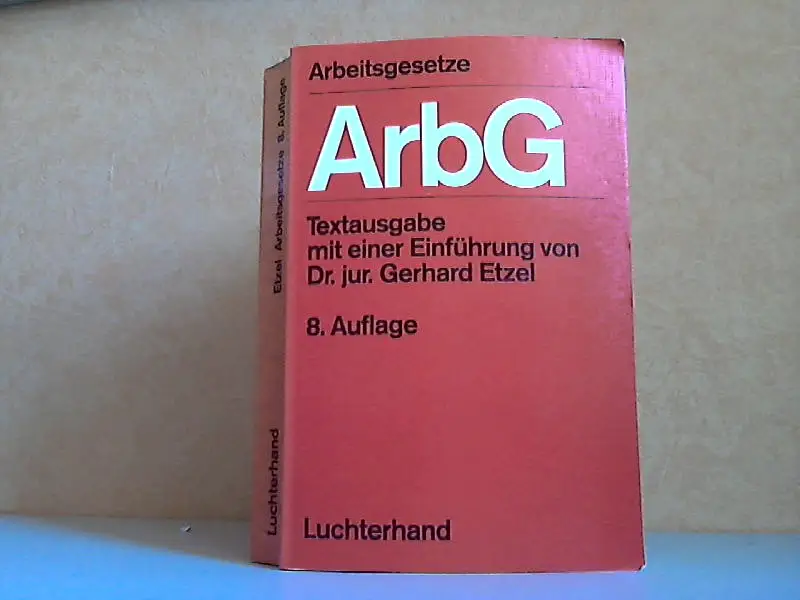 Arbeitsgesetze
ArbG
Textausgabe
mit einer Einführung von
Dr. jur. Gerhard Etzel
8. Auflage
Luchterhand
Luchterhand Etzel Arbeitsgesetze 8. Auflage